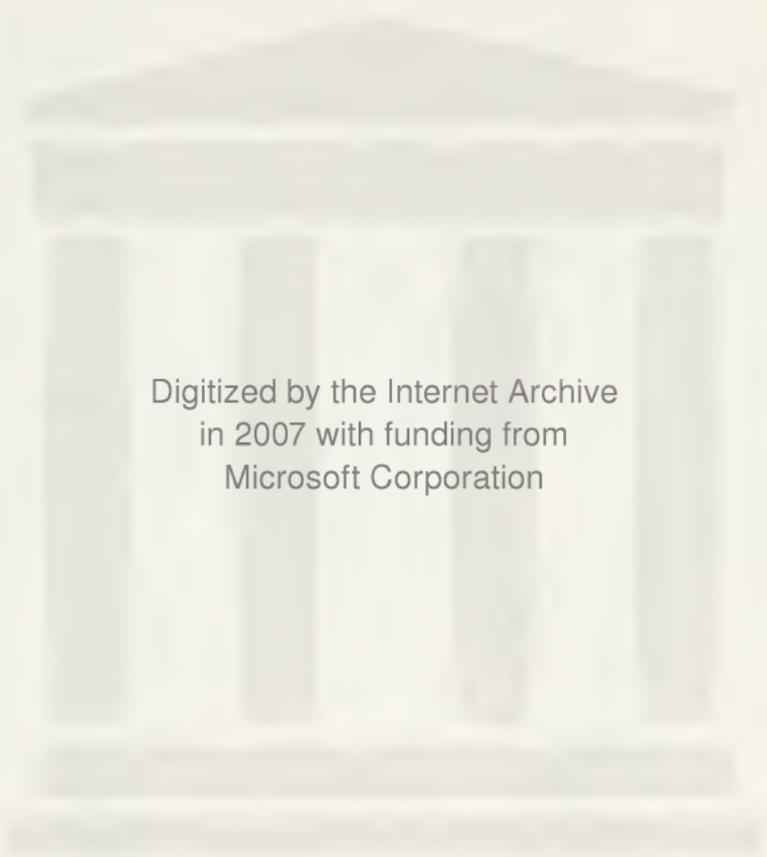 Digitized by the Internet Archive
in 2007 with funding from
Microsoft Corporation